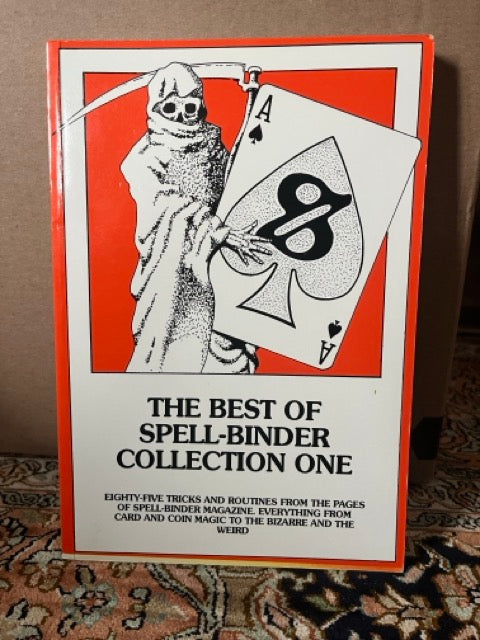 A
8
A
THE BEST OF
SPELL-BINDER
COLLECTION ONE
EIGHTY-FIVE TRICKS AND ROUTINES FROM THE PAGES
OF SPELL-BINDER MAGAZINE. EVERYTHING FROM
CARD AND COIN MAGIC TO THE BIZARRE AND THE
WEIRD